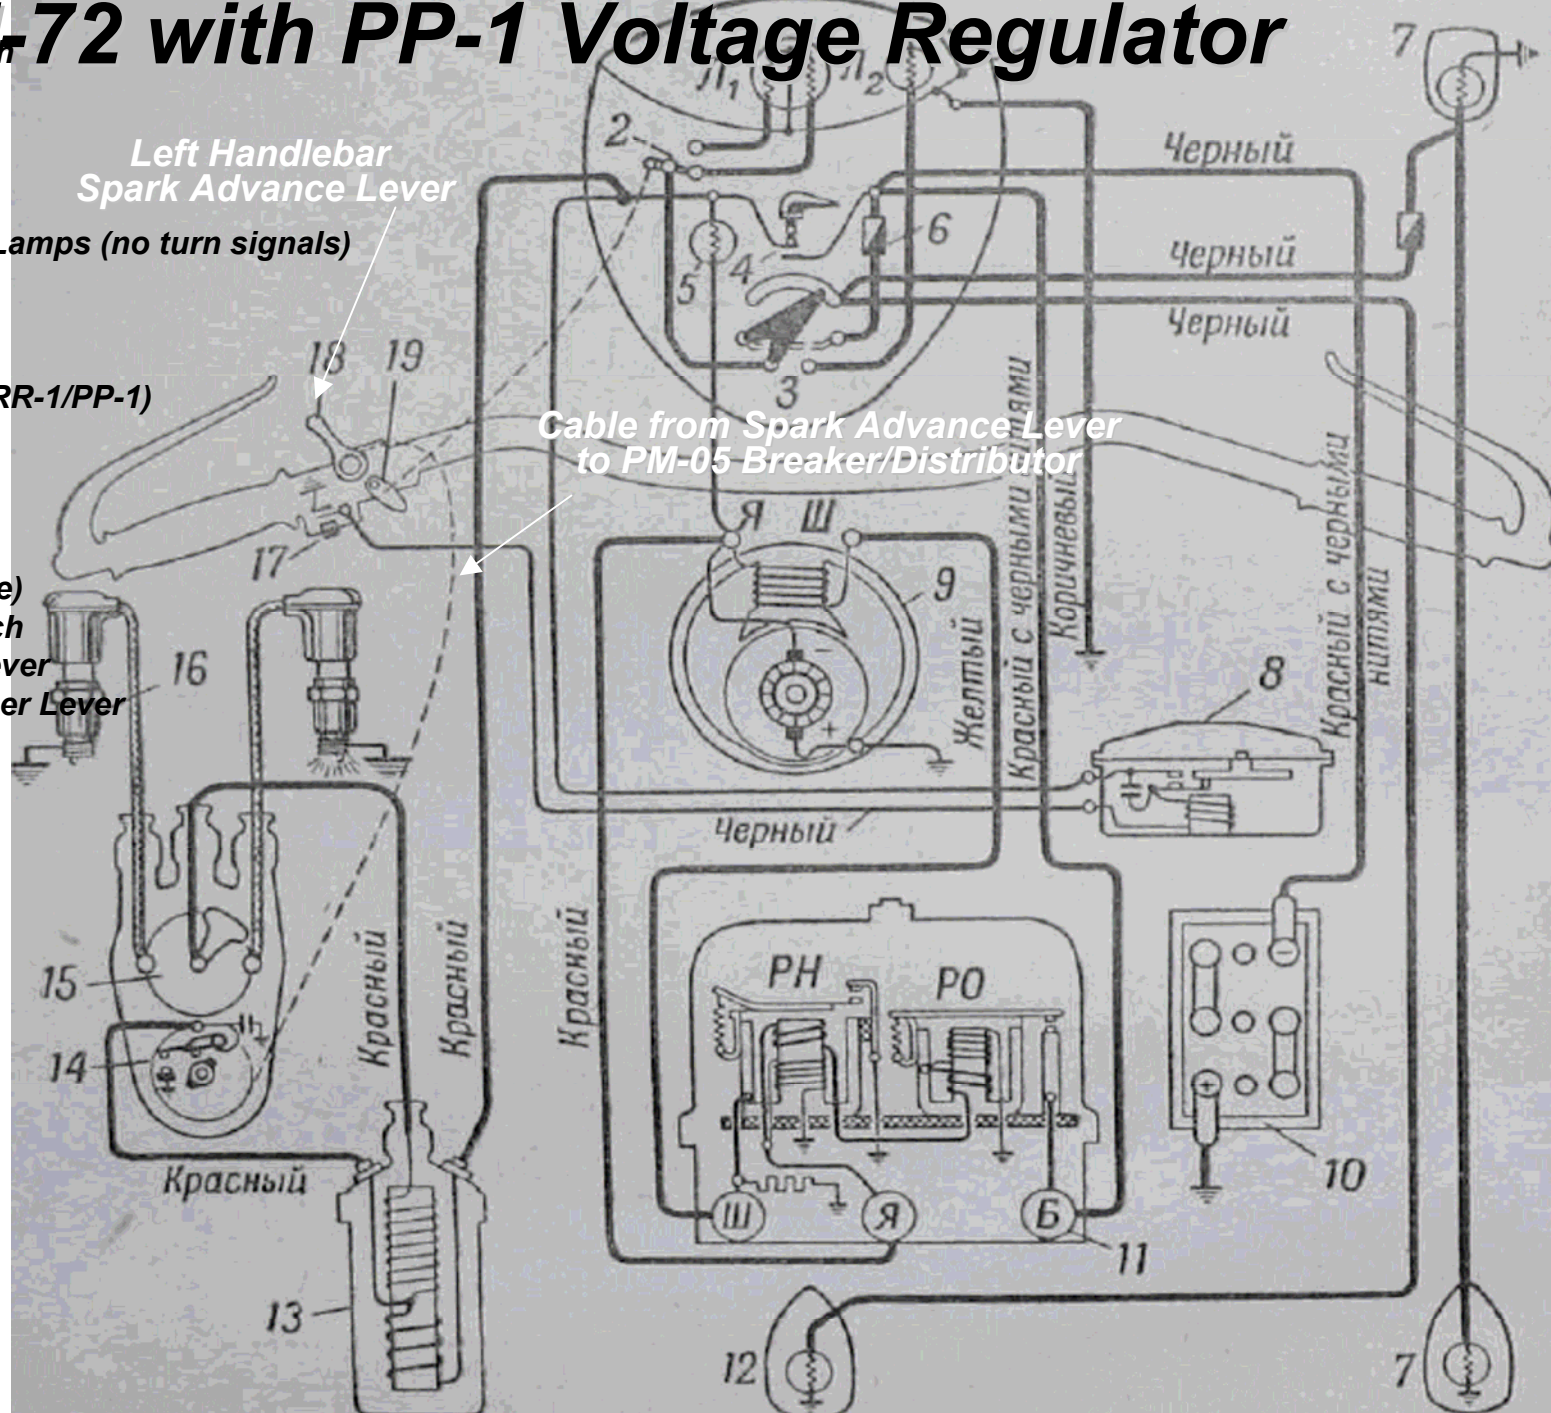 -72 with PP-1 Voltage Regulator
7
Л₁
Л₂
2
Left Handlebar
Spark Advance Lever
Черный
Lamps (no turn signals)
6
4
5
Черный
Черный
18
19
3
RR-1/PP-1)
Cable from Spark Advance Lever
to PM-05 Breaker/Distributor
Я
Ш
17
9
Желтый
Красный с черными нитями
Коричневый
Красный с черными
нитями
e)
ch
ever
er Lever
16
8
−
+
Черный
15
Красный
Красный
Красный
РН
РО
14
−
+
10
Красный
Ш
Я
Б
11
13
12
7